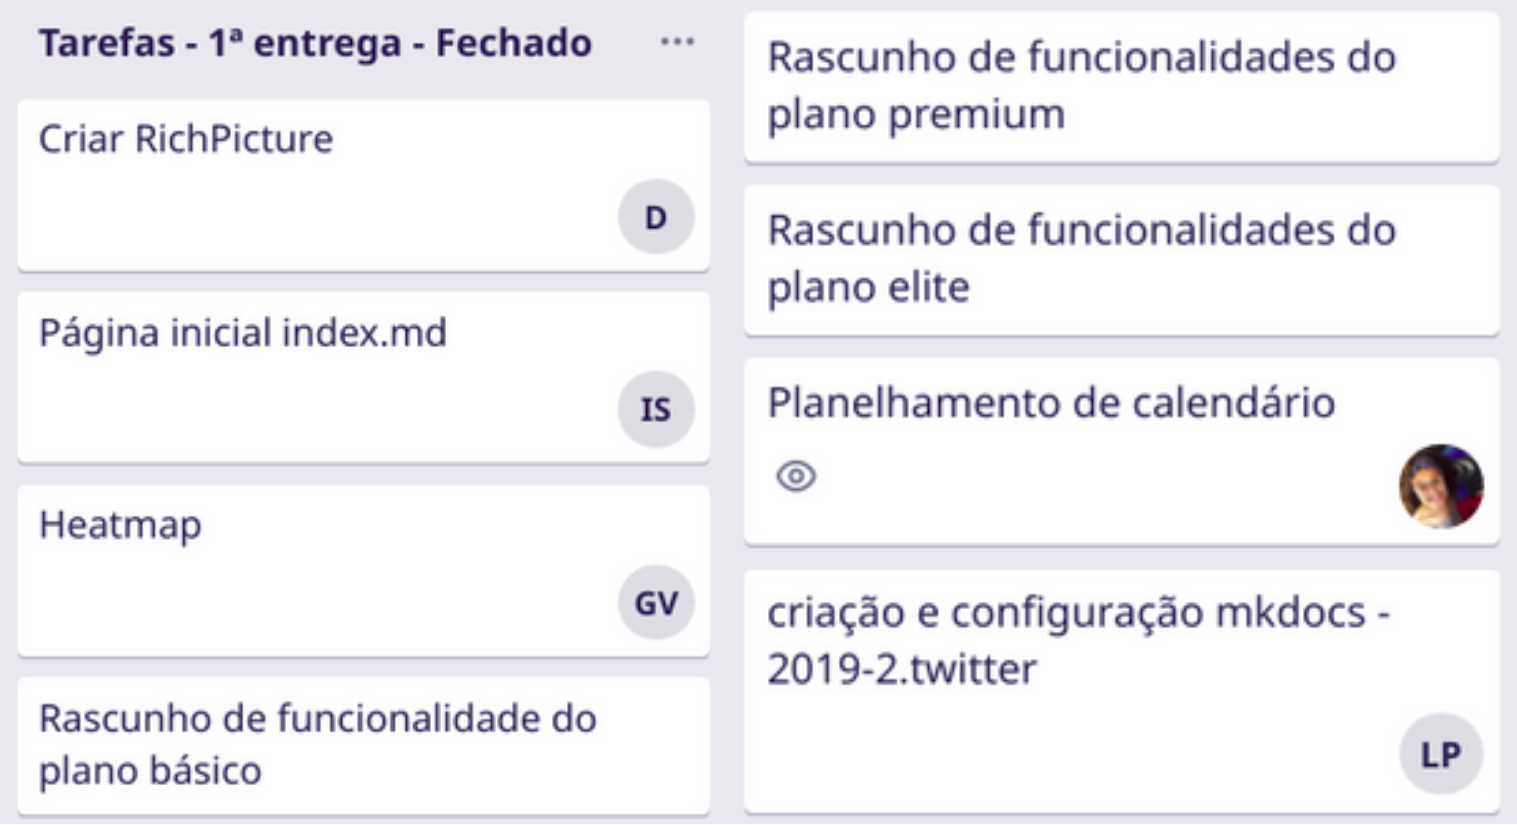 Tarefas - 1ª entrega - Fechado
Criar RichPicture
D
Página inicial index.md
IS
Heatmap
GV
Rascunho de funcionalidade do
plano básico
Rascunho de funcionalidades do
plano premium
Rascunho de funcionalidades do
plano elite
Planelhamento de calendário
criação e configuração mkdocs -
2019-2.twitter
LP